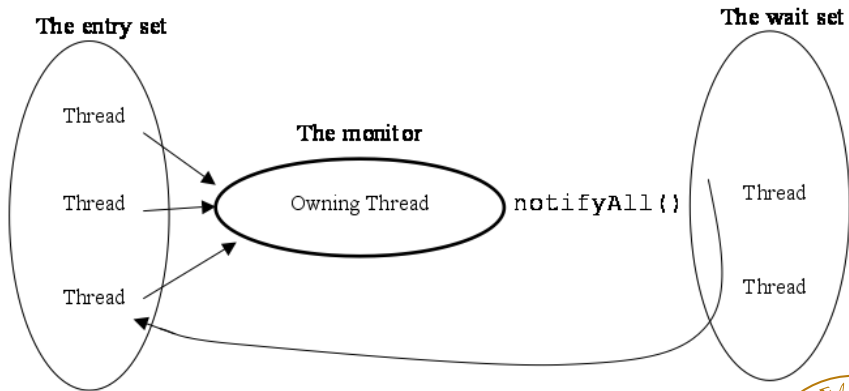 The entry set
The wait set
Thread
The monitor
Thread
Owning Thread
notifyAll()
Thread
Thread
Thread